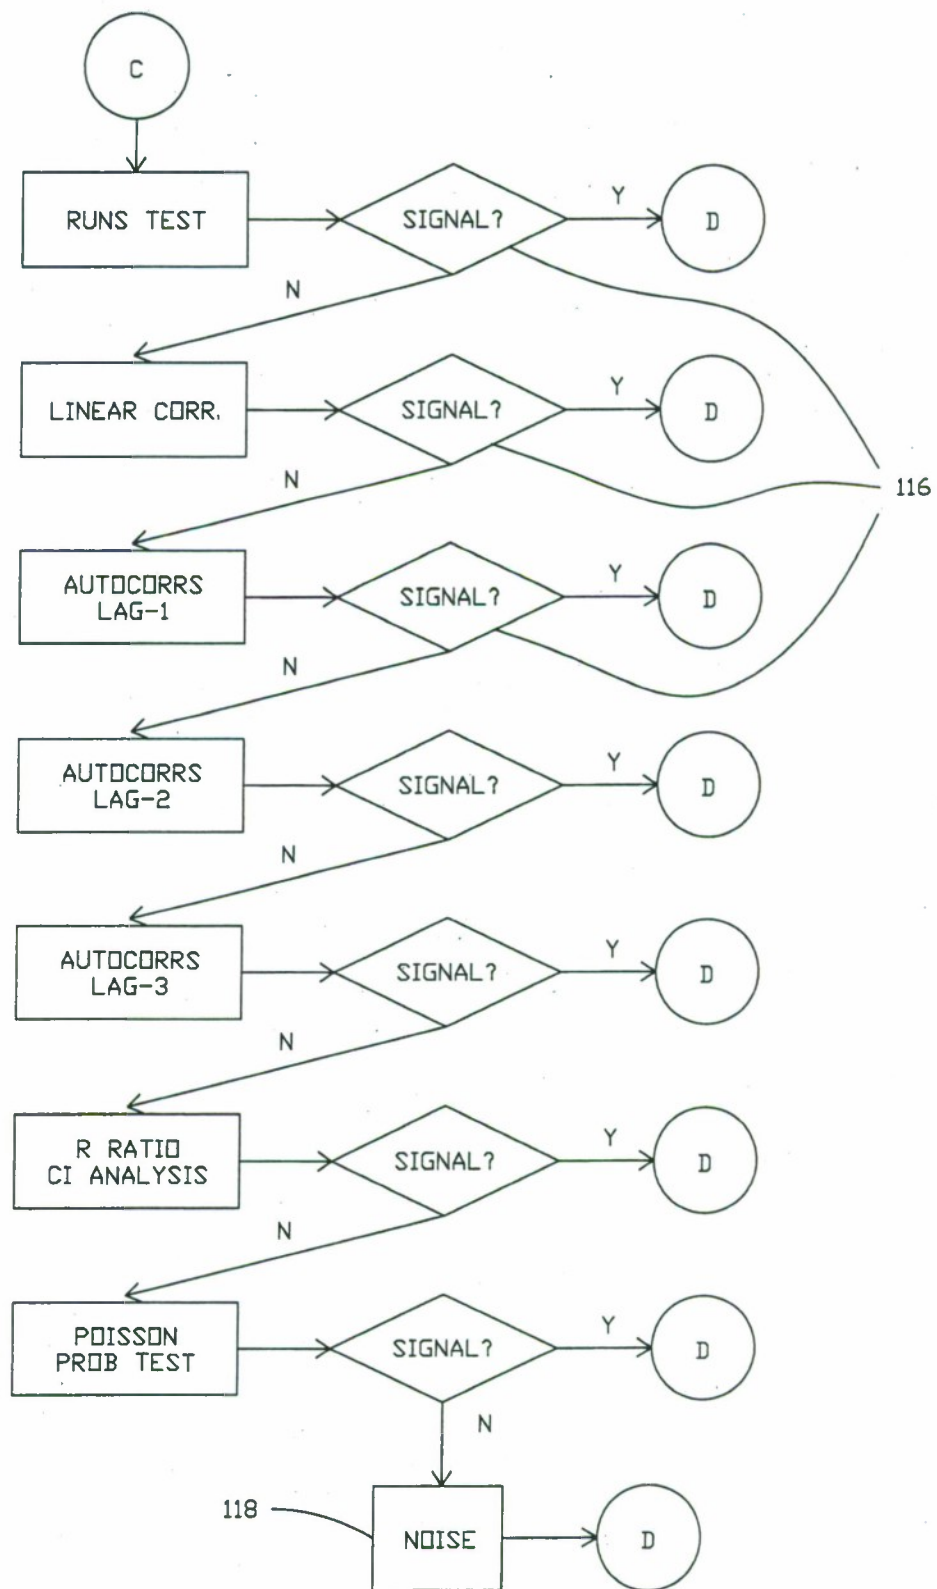 C
RUNS TEST
SIGNAL?
Y
D
N
LINEAR CORR.
SIGNAL?
Y
D
116
N
AUTOCORRS
LAG-1
SIGNAL?
Y
D
N
AUTOCORRS
LAG-2
SIGNAL?
Y
D
N
AUTOCORRS
LAG-3
SIGNAL?
Y
D
N
R RATIO
CI ANALYSIS
SIGNAL?
Y
D
N
POISSON
PROB TEST
SIGNAL?
Y
D
N
118
NOISE
D